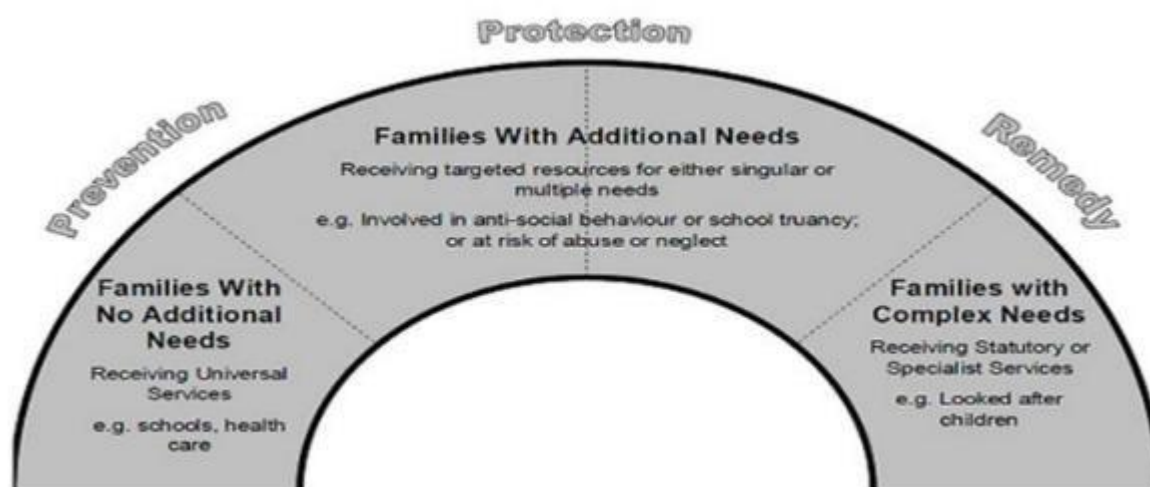 Protection
Prevention
Remedy
Families With Additional Needs
Receiving targeted resources for either singular or
multiple needs
e.g. Involved in anti-social behaviour or school truancy;
or at risk of abuse or neglect
Families With
No Additional
Needs
Receiving Universal
Services
e.g. schools, health
care
Families with
Complex Needs
Receiving Statutory or
Specialist Services
e.g. Looked after
children